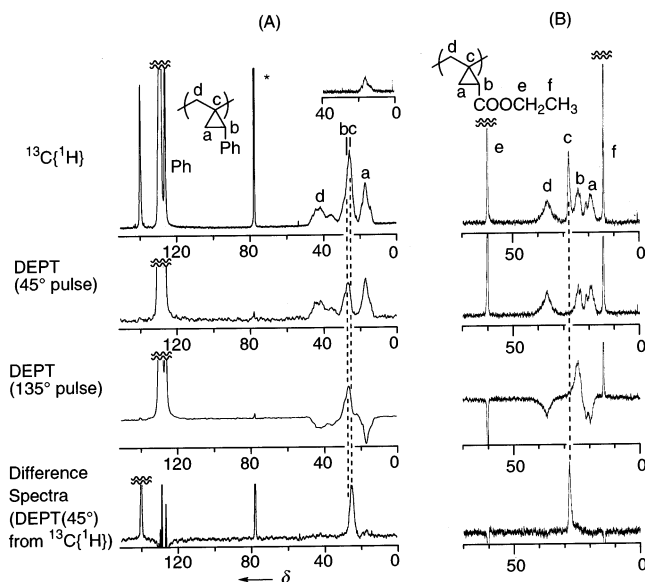 (A)
(B)
¹³C{¹H}
d
c
a
b
Ph
Ph
*
40
0
bc
d
a
120
80
40
0
d
c
a
b
COOCH₂CH₃
e
f
e
d
c
b
a
f
50
0
DEPT
(45° pulse)
120
80
40
0
50
0
DEPT
(135° pulse)
120
80
40
0
50
0
Difference
Spectra
(DEPT(45°)
from ¹³C{¹H})
120
80
40
0
50
0
← δ